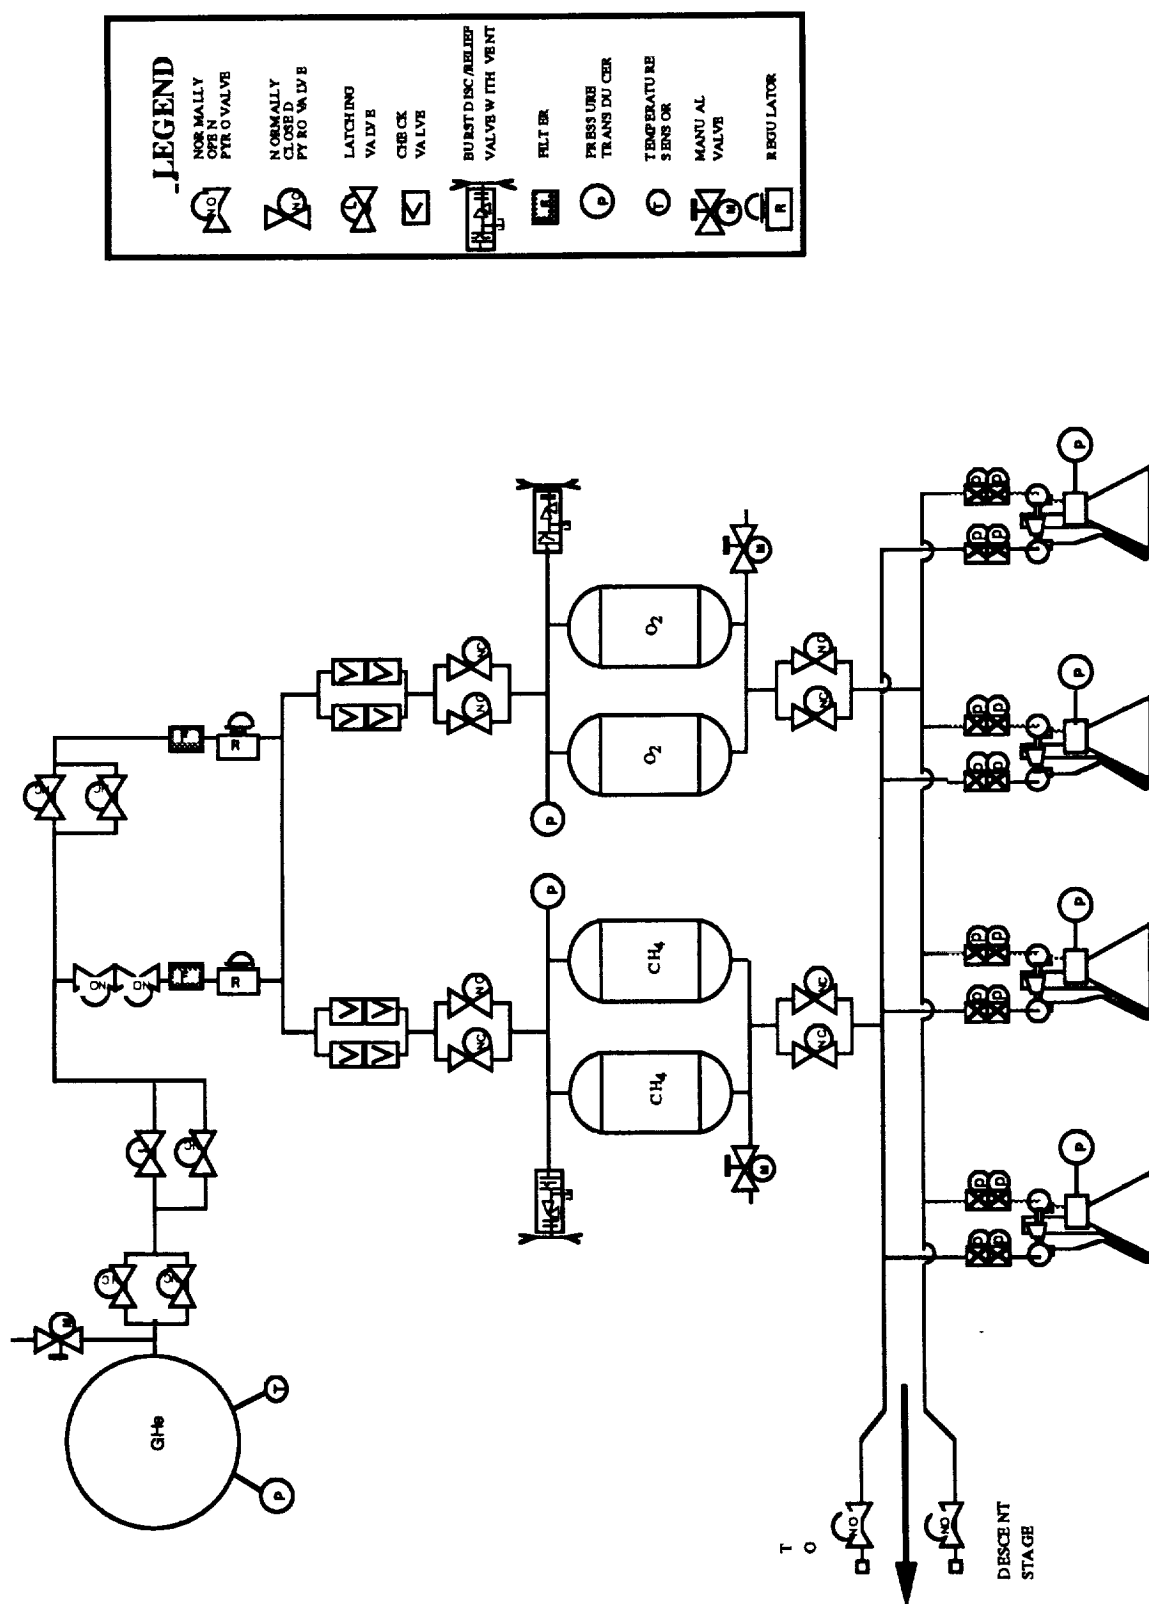 LEGEND
NORMALLY
OPEN
PYRO VALVE
NO
NORMALLY
CLOSED
PYRO VALVE
NO
LATCHING
VALVE
L
CHECK
VALVE
BURST DISC/RELIEF
VALVE WITH VENT
FILTER
PRESSURE
TRANSDUCER
P
TEMPERATURE
SENSOR
T
MANUAL
VALVE
M
REGULATOR
R
GHe
P
T
M
L
NO
NO
F
F
R
R
NC
NC
NC
NC
P
P
CH4
CH4
O2
O2
M
M
NC
NC
NC
NC
P
P
P
P
NO
NO
T
O
DESCENT
STAGE